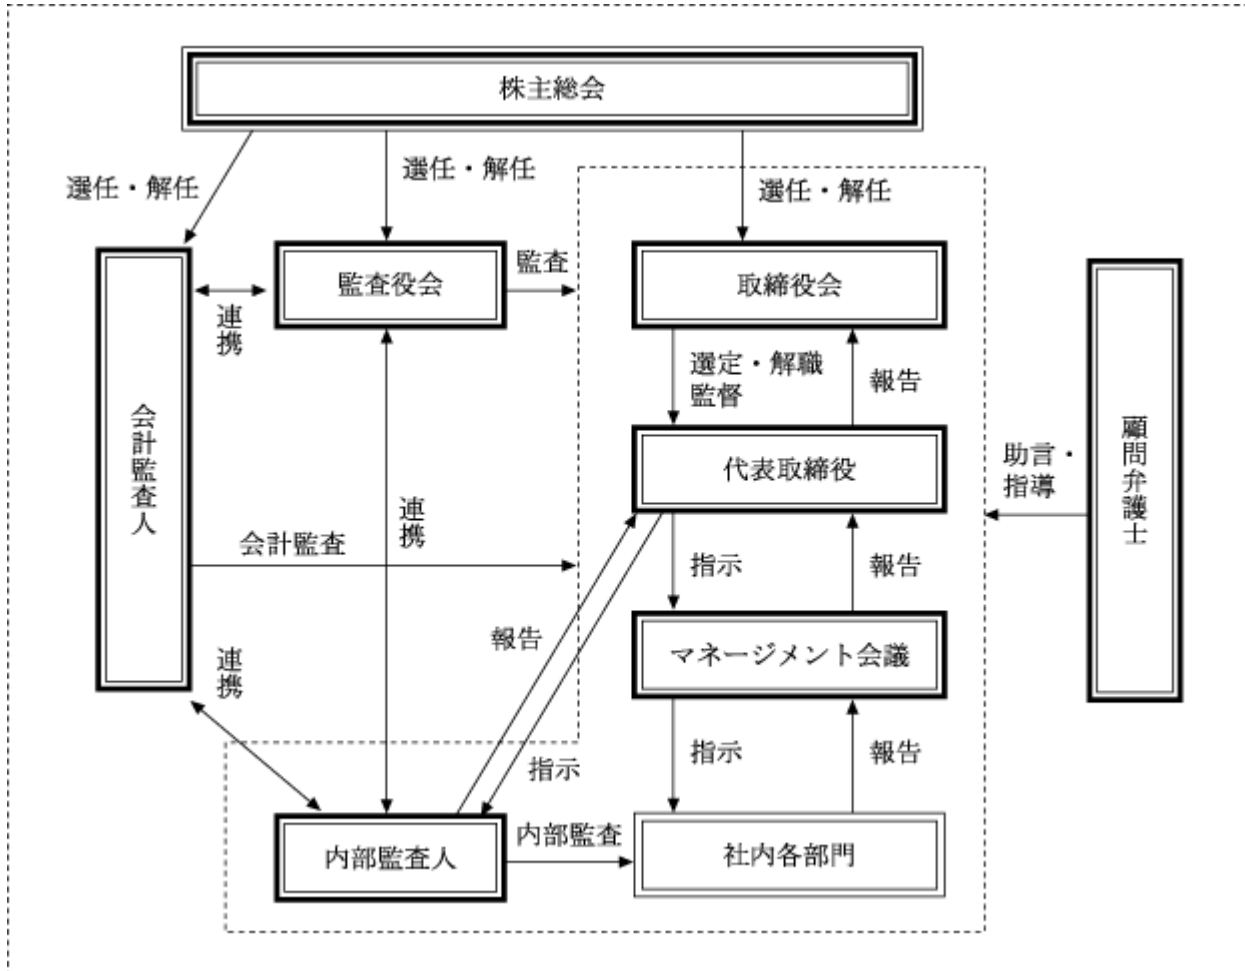 株主総会
選任・解任
選任・解任
選任・解任
監査役会
監査
取締役会
連携
選定・解職
監督
報告
会計監査人
代表取締役
顧問弁護士
助言・
指導
連携
会計監査
指示
報告
報告
マネージメント会議
連携
指示
報告
指示
内部監査人
内部監査
社内各部門